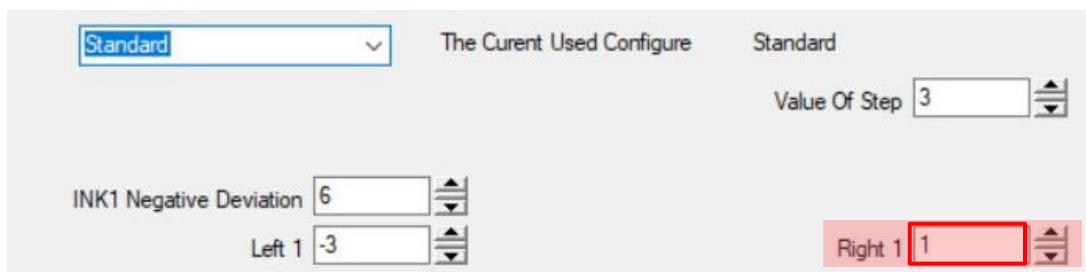 Standard The Curent Used Configure Standard
Value Of Step 3
INK1 Negative Deviation 6
Left 1 -3 Right 1 1